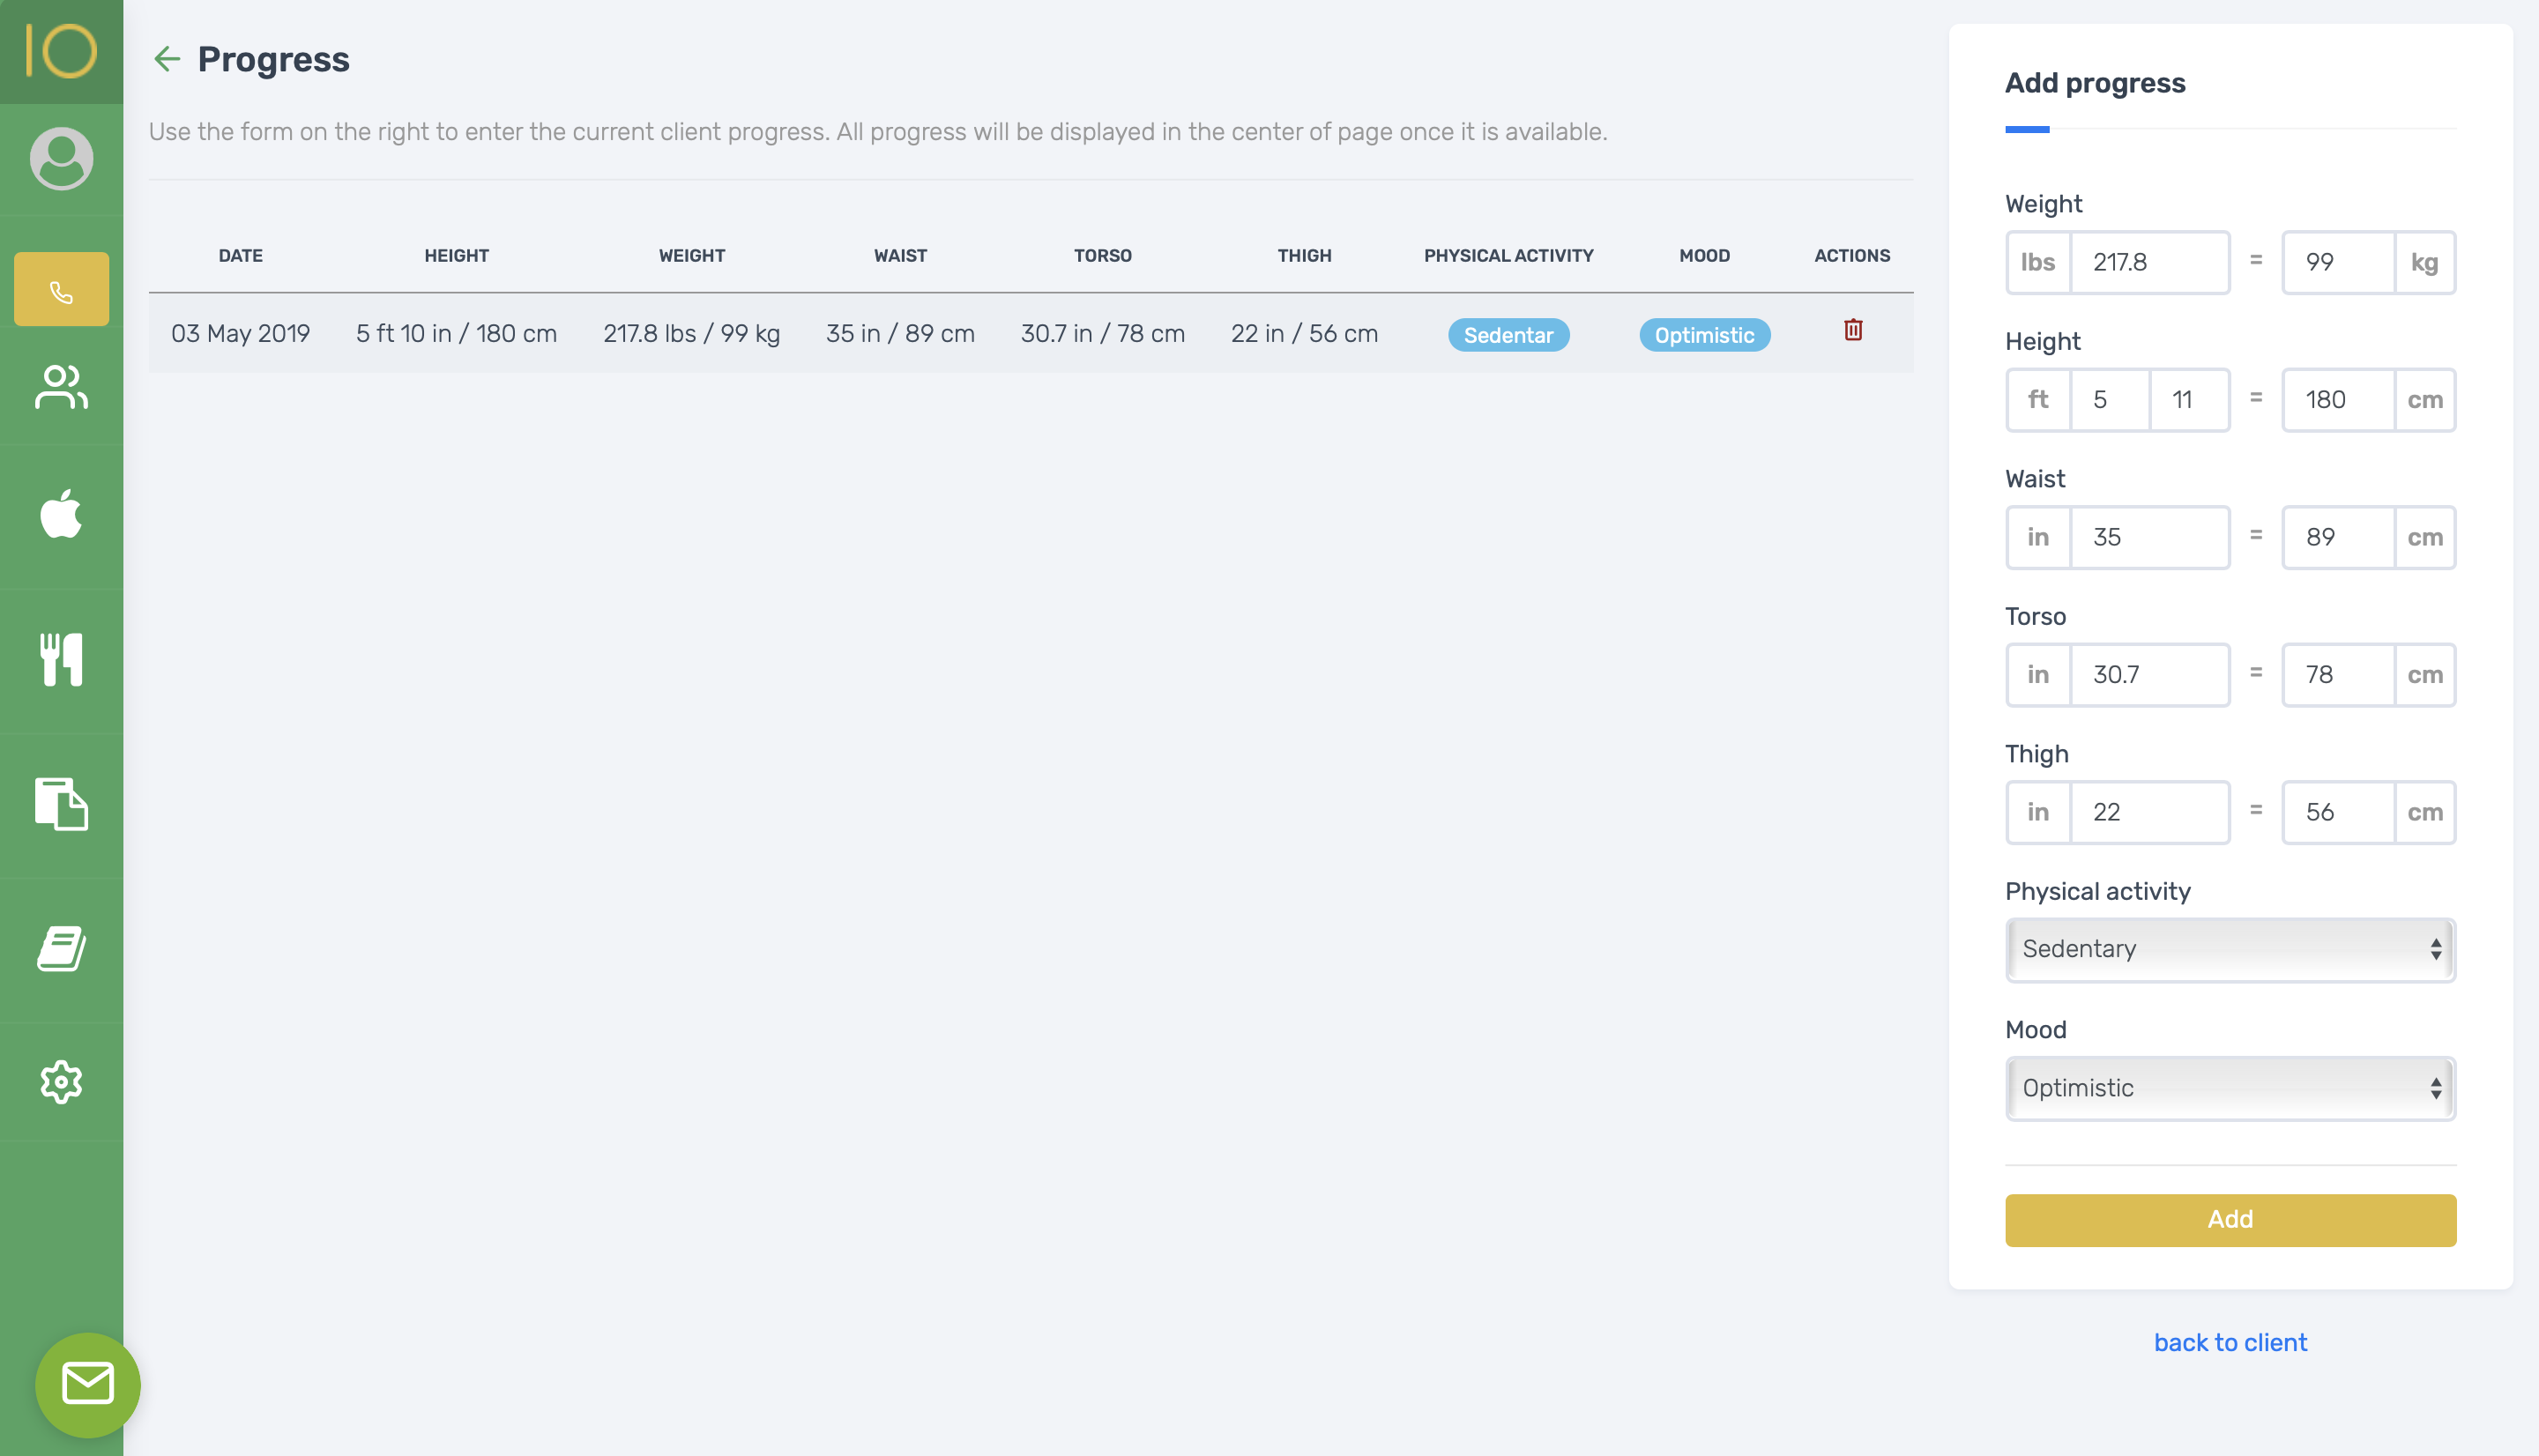 IO
Progress
Use the form on the right to enter the current client progress. All progress will be displayed in the center of page once it is available.
DATE HEIGHT WEIGHT WAIST TORSO THIGH PHYSICAL ACTIVITY MOOD ACTIONS
03 May 2019 5 ft 10 in / 180 cm 217.8 lbs / 99 kg 35 in / 89 cm 30.7 in / 78 cm 22 in / 56 cm Sedentar Optimistic
Add progress
Weight
lbs 217.8 = 99 kg
Height
ft 5 11 = 180 cm
Waist
in 35 = 89 cm
Torso
in 30.7 = 78 cm
Thigh
in 22 = 56 cm
Physical activity
Sedentary
Mood
Optimistic
Add
back to client